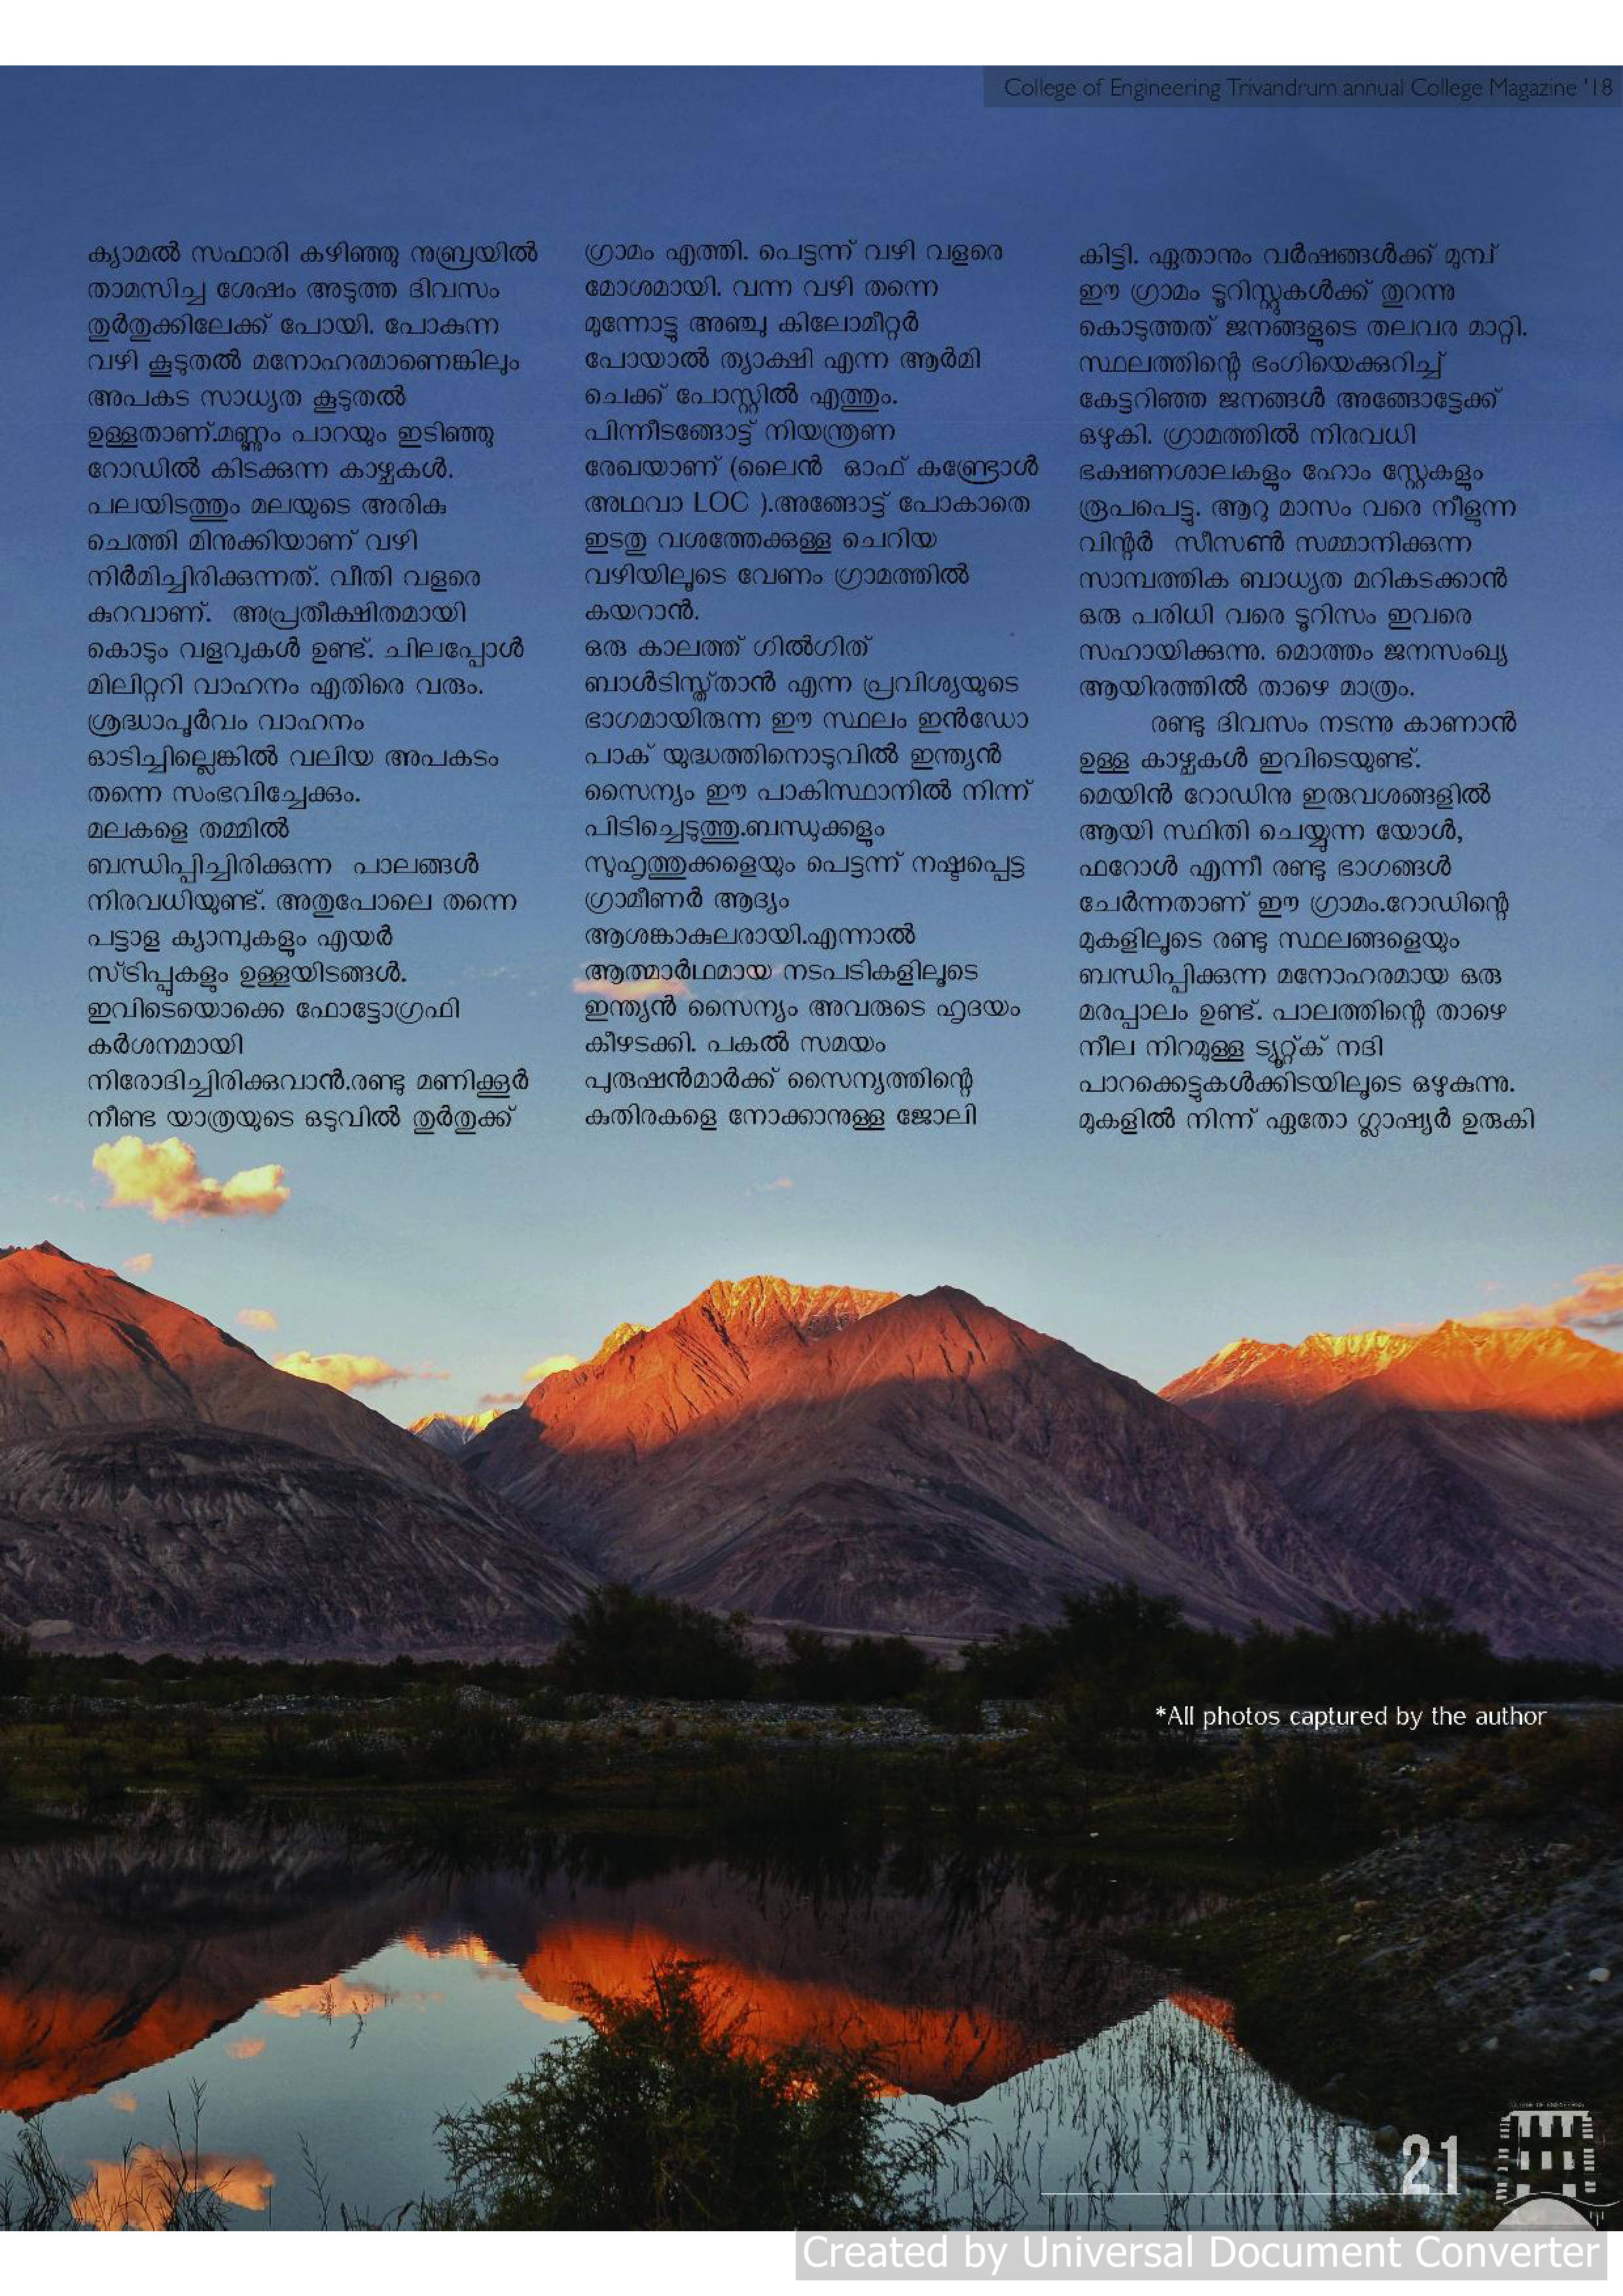 College of Engineering Trivandrum annual College Magazine '18
ക്യാമൽ സഫാരി കഴിഞ്ഞു നുബ്രയിൽ
താമസിച്ച ശേഷം അടുത്ത ദിവസം
തുർതുക്കിലേക്ക് പോയി. പോകുന്ന
വഴി കൂടുതൽ മനോഹരമാണെങ്കിലും
അപകട സാധ്യത കൂടുതൽ
ഉള്ളതാണ്.മണ്ണും പാറയും ഇടിഞ്ഞു
റോഡിൽ കിടക്കുന്ന കാഴ്ചകൾ.
പലയിടത്തും മലയുടെ അരികു
ചെത്തി മിനുക്കിയാണ് വഴി
നിർമിച്ചിരിക്കുന്നത്. വീതി വളരെ
കുറവാണ്. അപ്രതീക്ഷിതമായി
കൊടും വളവുകൾ ഉണ്ട്. ചിലപ്പോൾ
മിലിറ്ററി വാഹനം എതിരെ വരും.
ശ്രദ്ധാപൂർവം വാഹനം
ഓടിച്ചില്ലെങ്കിൽ വലിയ അപകടം
തന്നെ സംഭവിച്ചേക്കും.
മലകളെ തമ്മിൽ
ബന്ധിപ്പിച്ചിരിക്കുന്ന പാലങ്ങൾ
നിരവധിയുണ്ട്. അതുപോലെ തന്നെ
പട്ടാള ക്യാമ്പുകളും എയർ
സ്ട്രിപ്പുകളും ഉള്ളയിടങ്ങൾ.
ഇവിടെയൊക്കെ ഫോട്ടോഗ്രഫി
കർശനമായി
നിരോദിച്ചിരിക്കുവാൻ.രണ്ടു മണിക്കൂർ
നീണ്ട യാത്രയുടെ ഒടുവിൽ തുർതുക്ക്
ഗ്രാമം എത്തി. പെട്ടന്ന് വഴി വളരെ
മോശമായി. വന്ന വഴി തന്നെ
മുന്നോട്ടു അഞ്ചു കിലോമീറ്റർ
പോയാൽ ത്യാക്ഷി എന്ന ആർമി
ചെക്ക് പോസ്റ്റിൽ എത്തും.
പിന്നീടങ്ങോട്ട് നിയന്ത്രണ
രേഖയാണ് (ലൈൻ ഓഫ് കണ്ട്രോൾ
അഥവാ LOC ).അങ്ങോട്ട് പോകാതെ
ഇടതു വശത്തേക്കുള്ള ചെറിയ
വഴിയിലൂടെ വേണം ഗ്രാമത്തിൽ
കയറാൻ.
ഒരു കാലത്ത് ഗിൽഗിത്
ബാൾടിസ്ത്താൻ എന്ന പ്രവിശ്യയുടെ
ഭാഗമായിരുന്ന ഈ സ്ഥലം ഇൻഡോ
പാക് യുദ്ധത്തിനൊടുവിൽ ഇന്ത്യൻ
സൈന്യം ഈ പാകിസ്ഥാനിൽ നിന്ന്
പിടിച്ചെടുത്തു.ബന്ധുക്കളും
സുഹൃത്തുക്കളെയും പെട്ടന്ന് നഷ്ടപ്പെട്ട
ഗ്രാമീണർ ആദ്യം
ആശങ്കാകുലരായി.എന്നാൽ
ആത്മാർഥമായ നടപടികളിലൂടെ
ഇന്ത്യൻ സൈന്യം അവരുടെ ഹൃദയം
കീഴടക്കി. പകൽ സമയം
പുരുഷൻമാർക്ക് സൈന്യത്തിന്റെ
കുതിരകളെ നോക്കാനുള്ള ജോലി
കിട്ടി. ഏതാനും വർഷങ്ങൾക്ക് മുമ്പ്
ഈ ഗ്രാമം ടൂറിസ്റ്റുകൾക്ക് തുറന്നു
കൊടുത്തത് ജനങ്ങളുടെ തലവര മാറ്റി.
സ്ഥലത്തിന്റെ ഭംഗിയെക്കുറിച്ച്
കേട്ടറിഞ്ഞ ജനങ്ങൾ അങ്ങോട്ടേക്ക്
ഒഴുകി. ഗ്രാമത്തിൽ നിരവധി
ഭക്ഷണശാലകളും ഹോം സ്റ്റേകളും
രൂപപെട്ടു. ആറു മാസം വരെ നീളുന്ന
വിന്റർ സീസൺ സമ്മാനിക്കുന്ന
സാമ്പത്തിക ബാധ്യത മറികടക്കാൻ
ഒരു പരിധി വരെ ടൂറിസം ഇവരെ
സഹായിക്കുന്നു. മൊത്തം ജനസംഖ്യ
ആയിരത്തിൽ താഴെ മാത്രം.
രണ്ടു ദിവസം നടന്നു കാണാൻ
ഉള്ള കാഴ്ചകൾ ഇവിടെയുണ്ട്.
മെയിൻ റോഡിനു ഇരുവശങ്ങളിൽ
ആയി സ്ഥിതി ചെയ്യുന്ന യോൾ,
ഫറോൾ എന്നീ രണ്ടു ഭാഗങ്ങൾ
ചേർന്നതാണ് ഈ ഗ്രാമം.റോഡിന്റെ
മുകളിലൂടെ രണ്ടു സ്ഥലങ്ങളെയും
ബന്ധിപ്പിക്കുന്ന മനോഹരമായ ഒരു
മരപ്പാലം ഉണ്ട്. പാലത്തിന്റെ താഴെ
നീല നിറമുള്ള ട്യൂറ്റ്ക് നദി
പാറക്കെട്ടുകൾക്കിടയിലൂടെ ഒഴുകുന്നു.
മുകളിൽ നിന്ന് ഏതോ ഗ്ലാഷ്യർ ഉരുകി
*All photos captured by the author
21
Created by Universal Document Converter